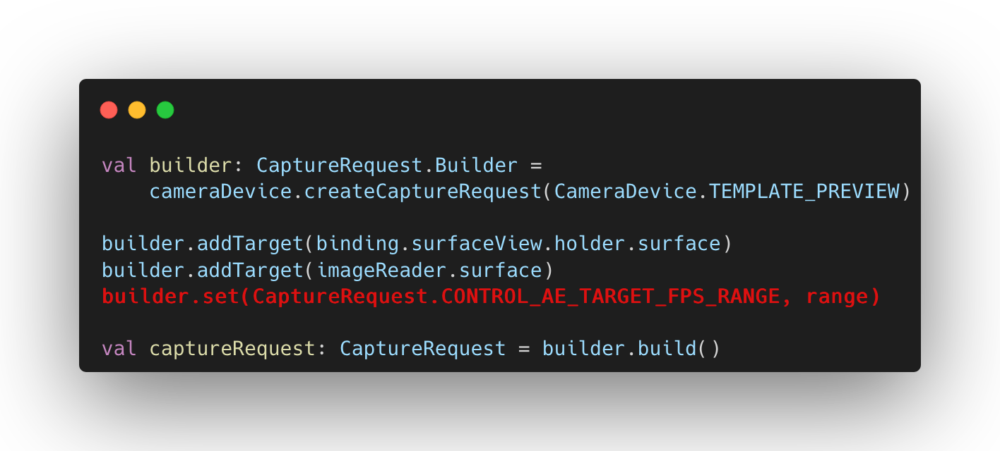 val builder: CaptureRequest.Builder =
    cameraDevice.createCaptureRequest(CameraDevice.TEMPLATE_PREVIEW)
builder.addTarget(binding.surfaceView.holder.surface)
builder.addTarget(imageReader.surface)
builder.set(CaptureRequest.CONTROL_AE_TARGET_FPS_RANGE, range)
val captureRequest: CaptureRequest = builder.build()